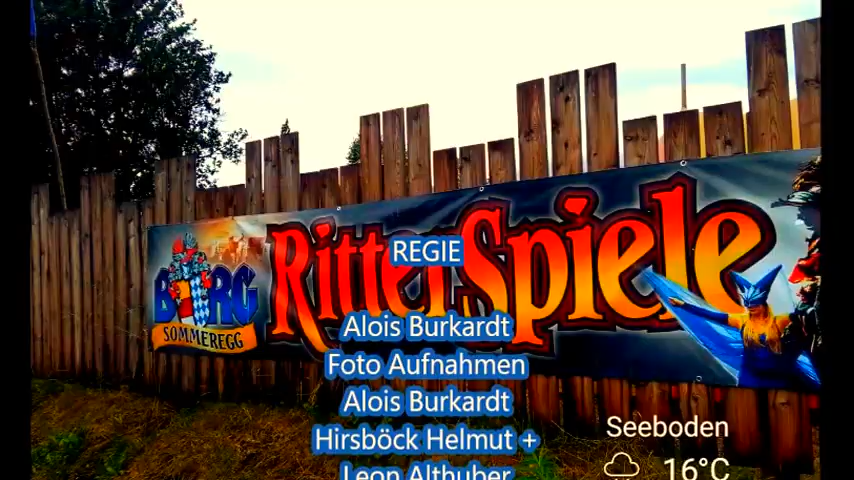 REGIE
RitterSpiele
BURG
SOMMEREGG
Alois Burkardt
Foto Aufnahmen
Alois Burkardt
Hirsböck Helmut +
Leon Althuber
Seeboden
16°C